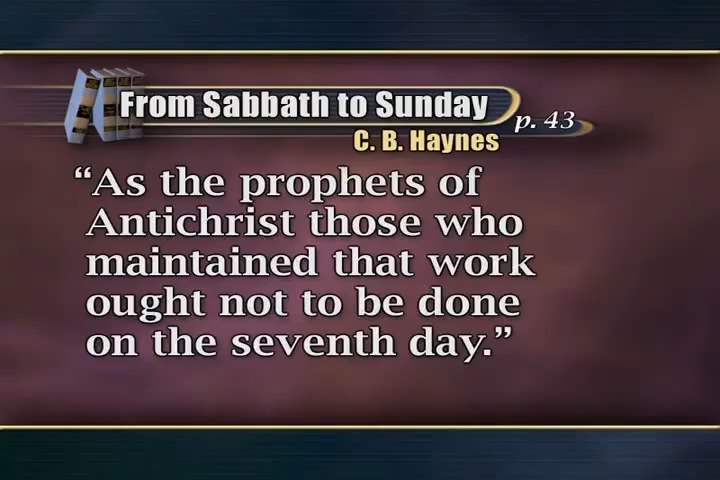 From Sabbath to Sunday p. 43
C. B. Haynes
“As the prophets of
Antichrist those who
maintained that work
ought not to be done
on the seventh day.”